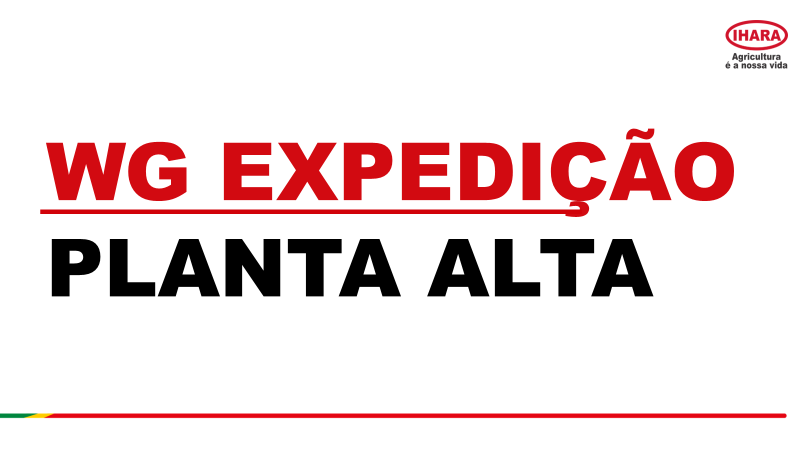 IHARA
Agricultura
é a nossa vida
WG EXPEDIÇÃO
PLANTA ALTA